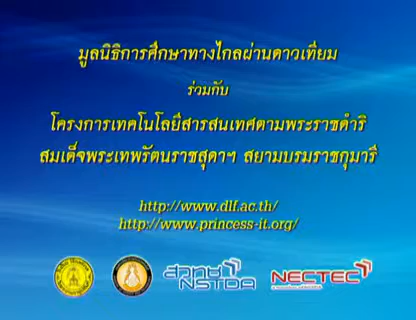 มูลนิธิการศึกษาทางไกลผ่านดาวเทียม
ร่วมกับ
โครงการเทคโนโลยีสารสนเทศตามพระราชดำริ
สมเด็จพระเทพรัตนราชสุดาฯ สยามบรมราชกุมารี
http://www.dlf.ac.th/
http://www.princess-it.org/
สวทช
NSTDA
NECTEC